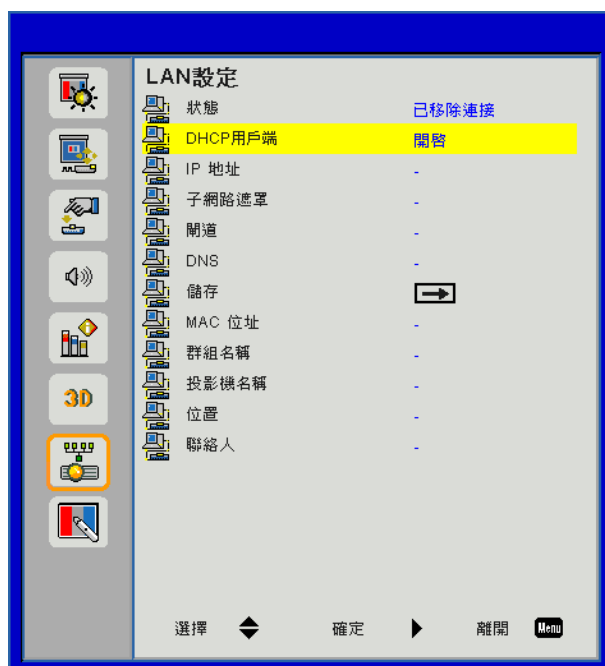 LAN設定
狀態 已移除連接
DHCP用戶端 開啓
IP 地址 -
子網路遮罩 -
閘道 -
DNS -
儲存
MAC 位址 -
群組名稱 -
投影機名稱 -
位置 -
聯絡人 -
3D
選擇 確定 離開 Menu